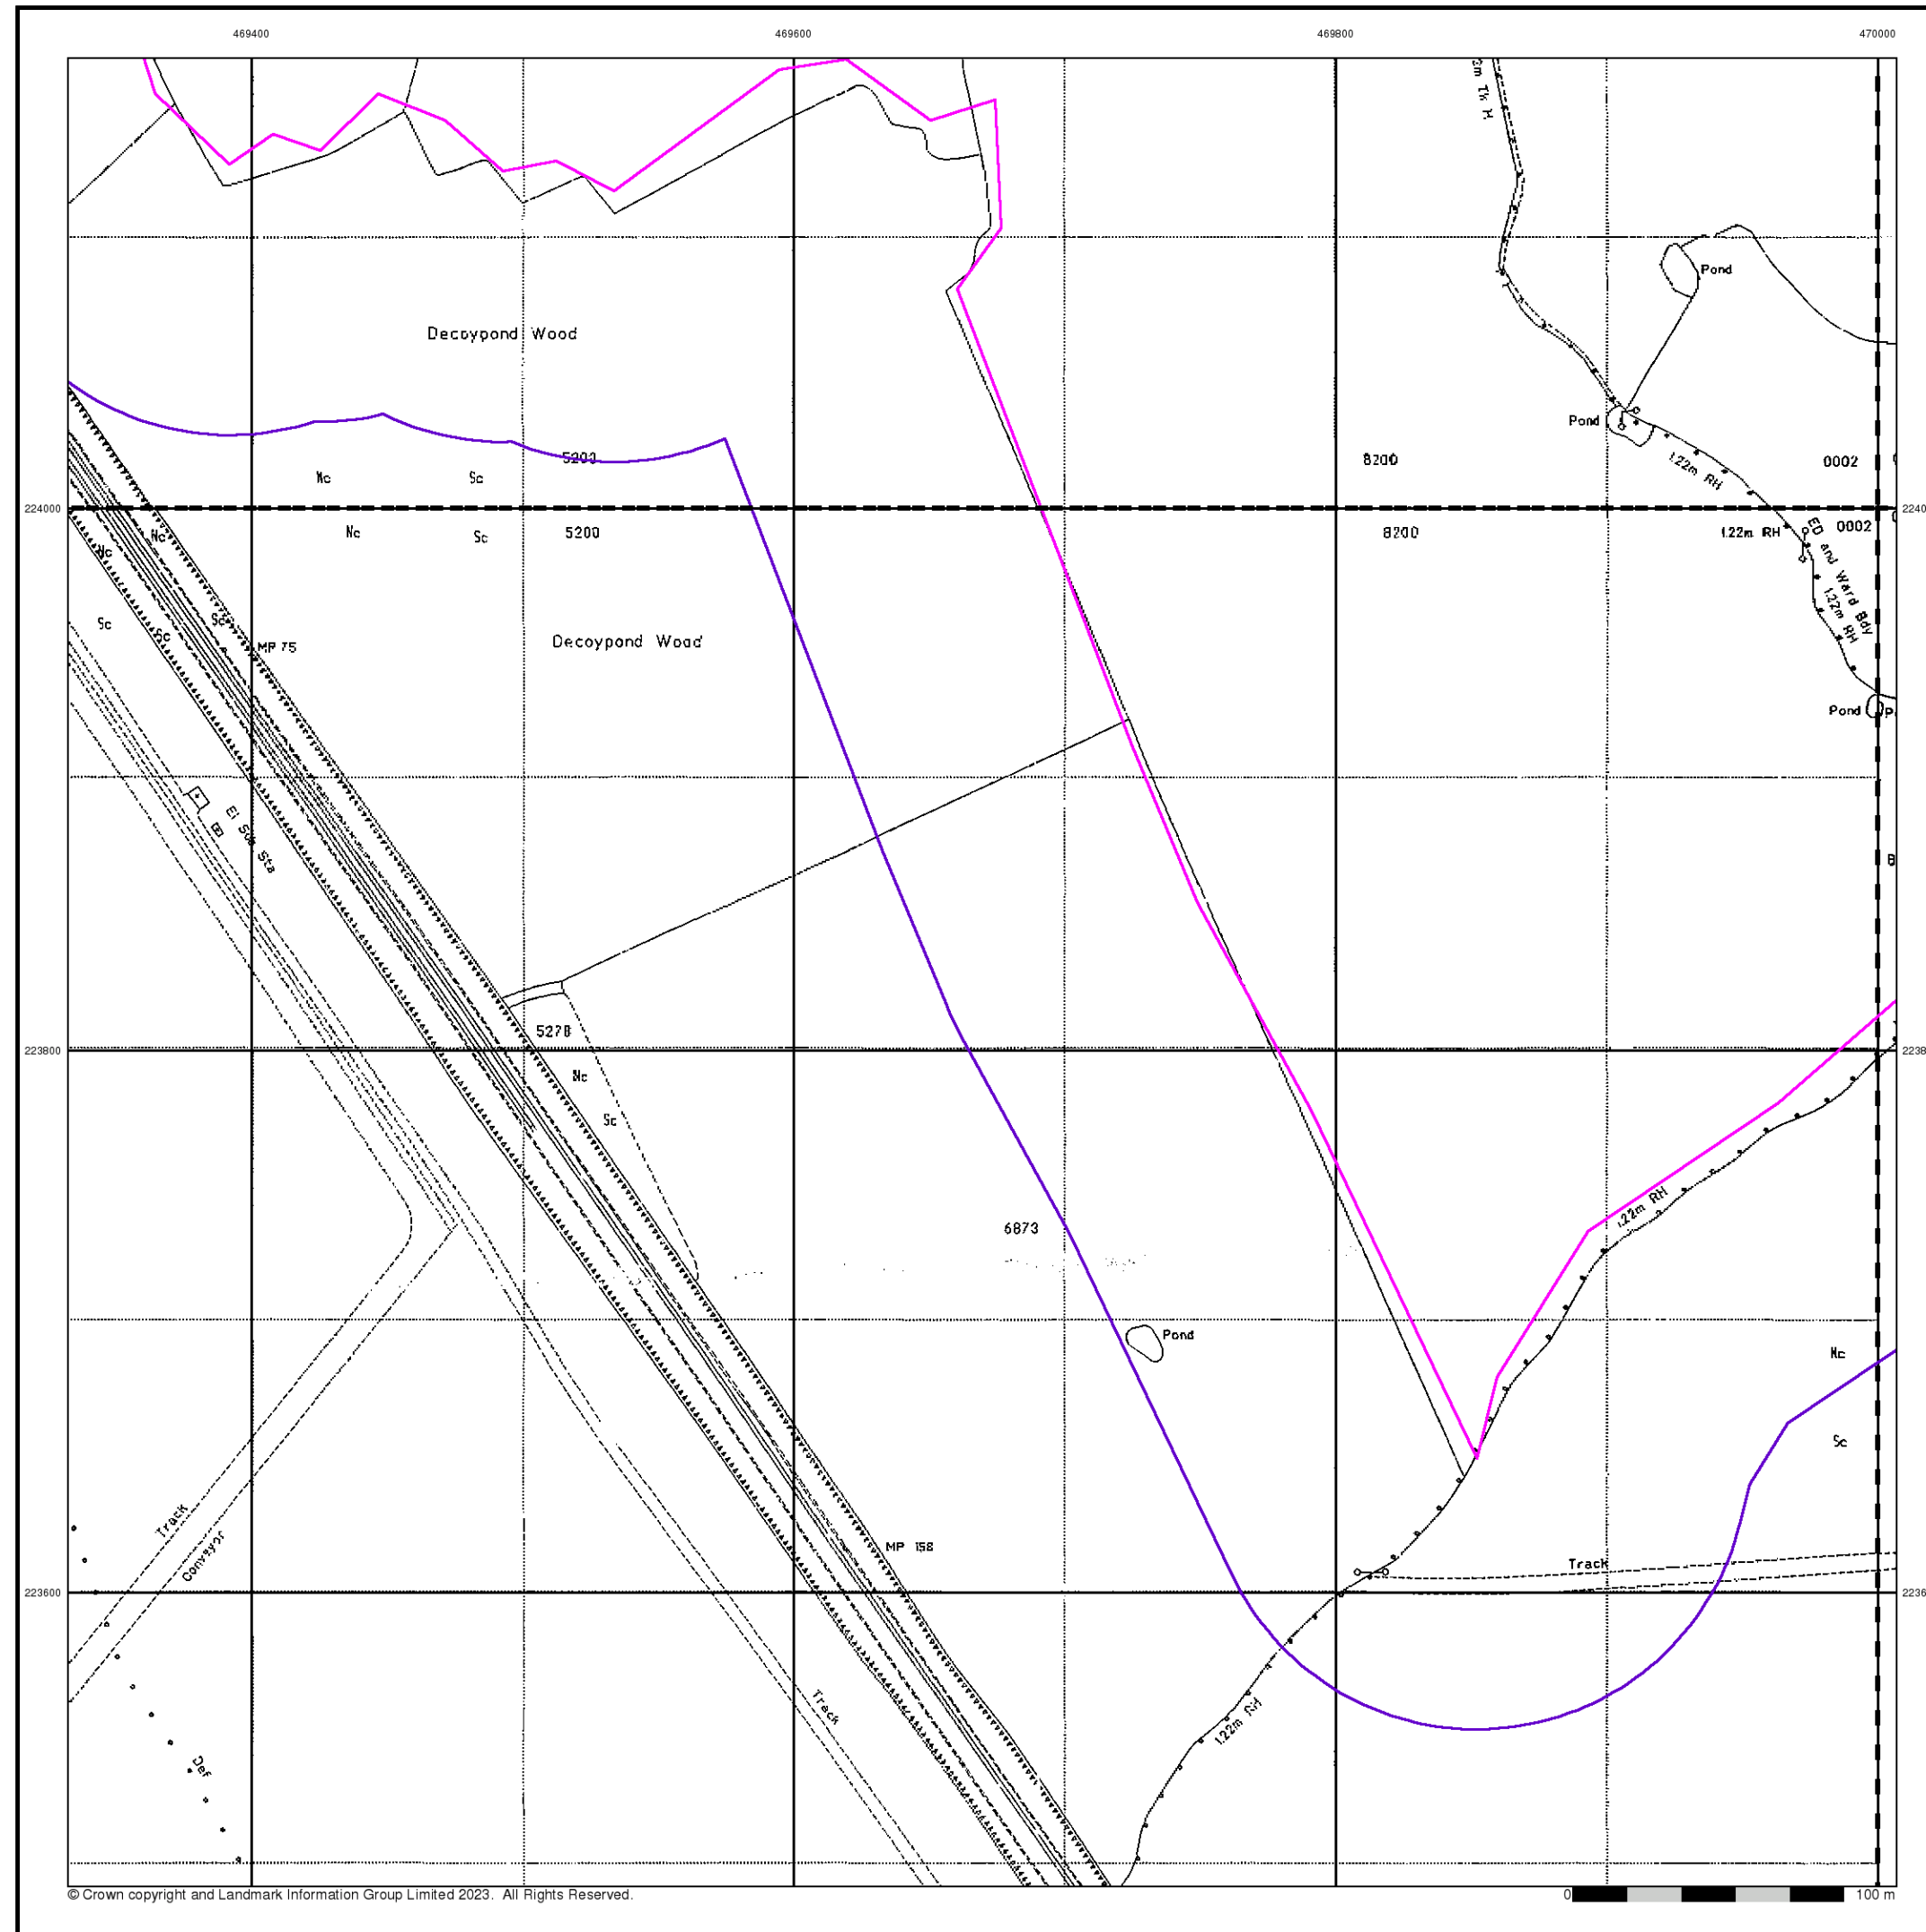 469400 469600 469800 470000
Pond
Decoypond Wood
Pond
5200 8200 0002
Nc Sc
1.22m RH
224000
Nc Sc 5200 8200 1.22m RH 0002
Nc
Nc
ED and Ward Bdy
1.22m RH
Sc Sc Sc
MP 75
Decoypond Wood
Pond
El Sub Sta
5278
223800
Nc
Sc
1.22m RH
6873
Pond
Nc
Sc
Track
Conveyor
MP 158
Track
223600
Track
1.22m RH
Def
© Crown copyright and Landmark Information Group Limited 2023. All Rights Reserved.
0 100 m